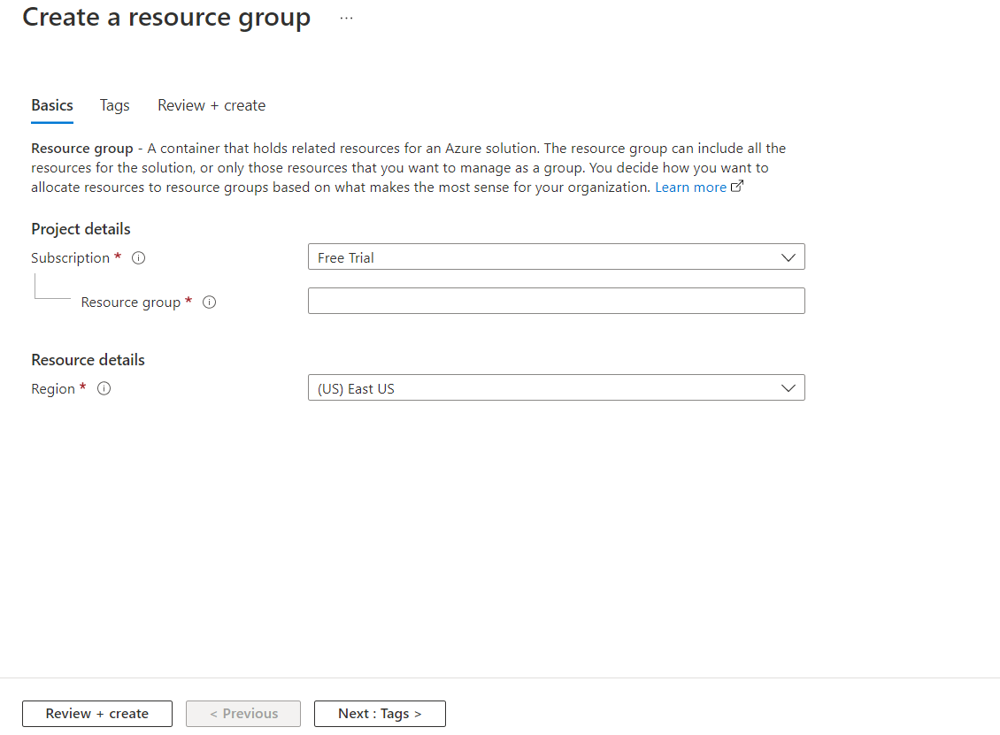 Create a resource group ...
Basics Tags Review + create
Resource group - A container that holds related resources for an Azure solution. The resource group can include all the
resources for the solution, or only those resources that you want to manage as a group. You decide how you want to
allocate resources to resource groups based on what makes the most sense for your organization. Learn more
Project details
Subscription * Free Trial
Resource group *
Resource details
Region * (US) East US
Review + create < Previous Next : Tags >